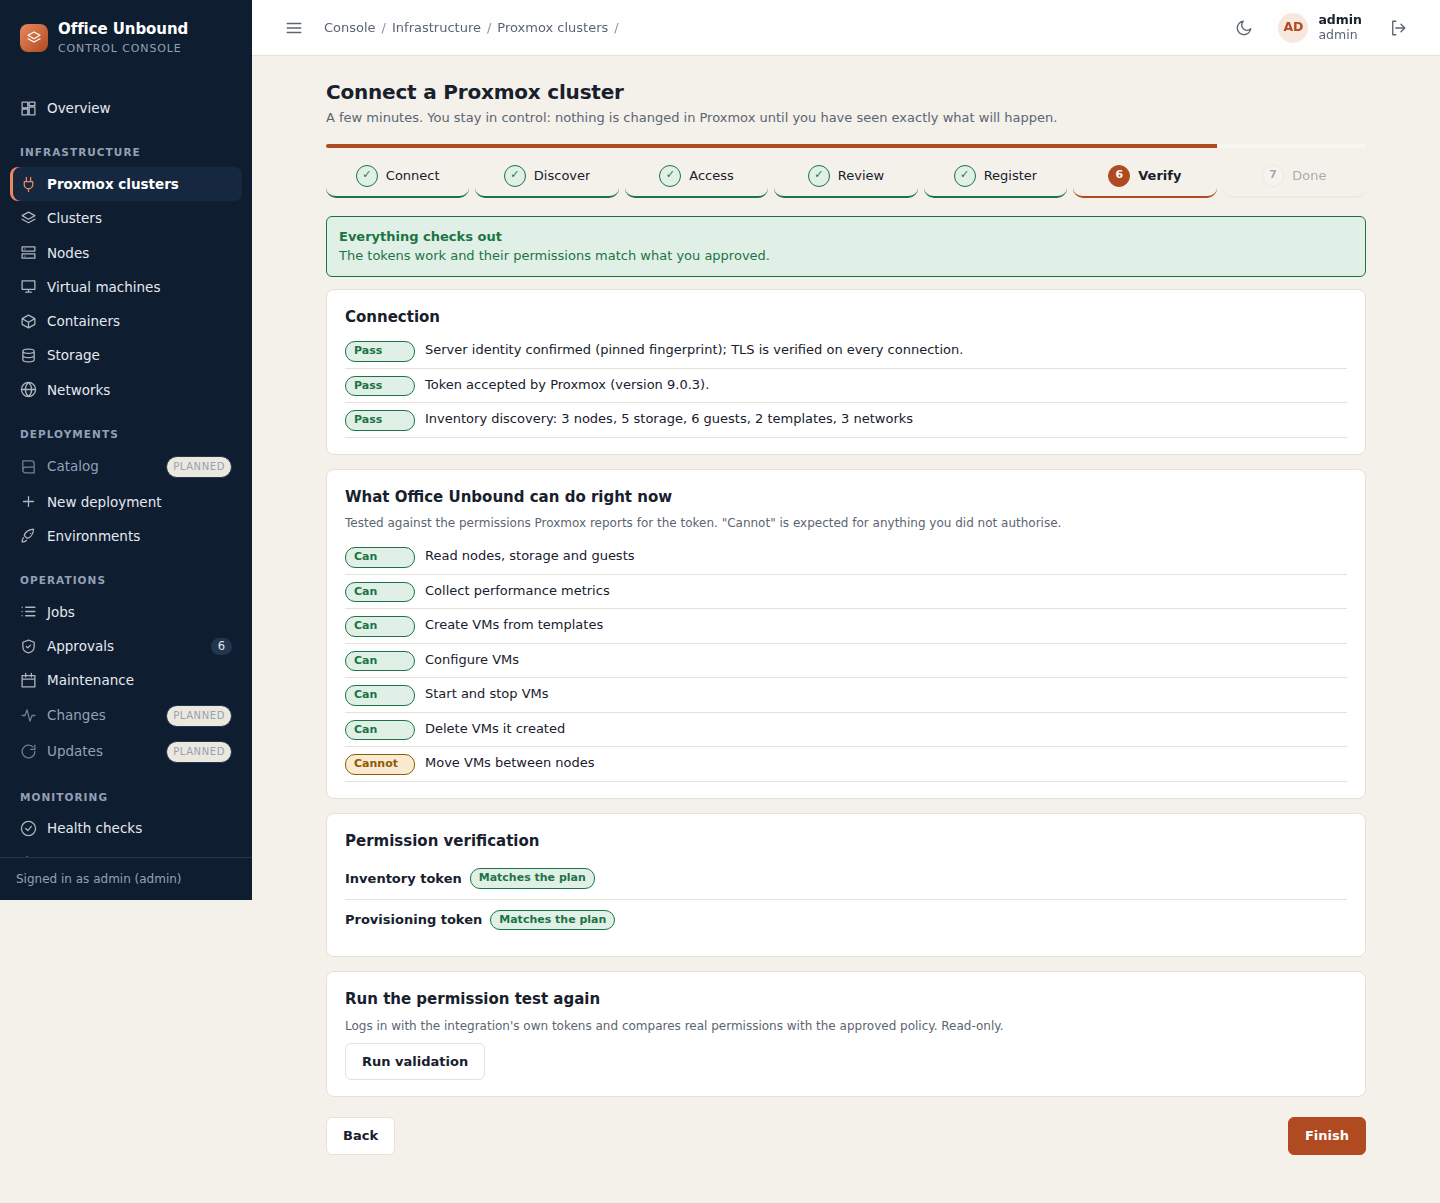 Office Unbound
CONTROL CONSOLE
Overview
INFRASTRUCTURE
Proxmox clusters
Clusters
Nodes
Virtual machines
Containers
Storage
Networks
DEPLOYMENTS
Catalog PLANNED
New deployment
Environments
OPERATIONS
Jobs
Approvals 6
Maintenance
Changes PLANNED
Updates PLANNED
MONITORING
Health checks
Signed in as admin (admin)
Console / Infrastructure / Proxmox clusters /
AD
admin
admin
Connect a Proxmox cluster
A few minutes. You stay in control: nothing is changed in Proxmox until you have seen exactly what will happen.
✓ Connect ✓ Discover ✓ Access ✓ Review ✓ Register 6 Verify 7 Done
Everything checks out
The tokens work and their permissions match what you approved.
Connection
Pass Server identity confirmed (pinned fingerprint); TLS is verified on every connection.
Pass Token accepted by Proxmox (version 9.0.3).
Pass Inventory discovery: 3 nodes, 5 storage, 6 guests, 2 templates, 3 networks
What Office Unbound can do right now
Tested against the permissions Proxmox reports for the token. "Cannot" is expected for anything you did not authorise.
Can Read nodes, storage and guests
Can Collect performance metrics
Can Create VMs from templates
Can Configure VMs
Can Start and stop VMs
Can Delete VMs it created
Cannot Move VMs between nodes
Permission verification
Inventory token Matches the plan
Provisioning token Matches the plan
Run the permission test again
Logs in with the integration's own tokens and compares real permissions with the approved policy. Read-only.
Run validation
Back
Finish